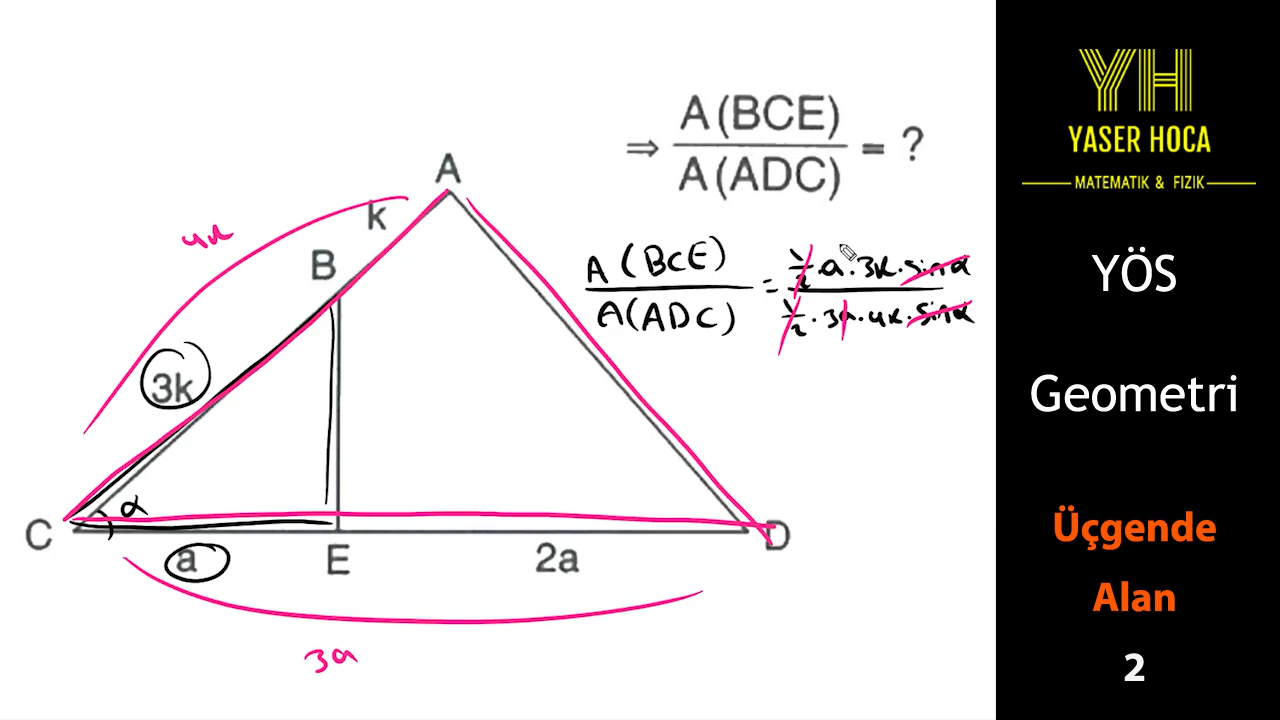 ⇒ A(BCE) / A(ADC) = ?
A
k
4k
B
A(BCE) / A(ADC) = 1/2 · a · 3k · sinα / 1/2 · 3a · 4k · sinα
3k
α
C
D
a
E
2a
3a
YH
YASER HOCA
MATEMATIK & FIZIK
YÖS
Geometri
Üçgende
Alan
2